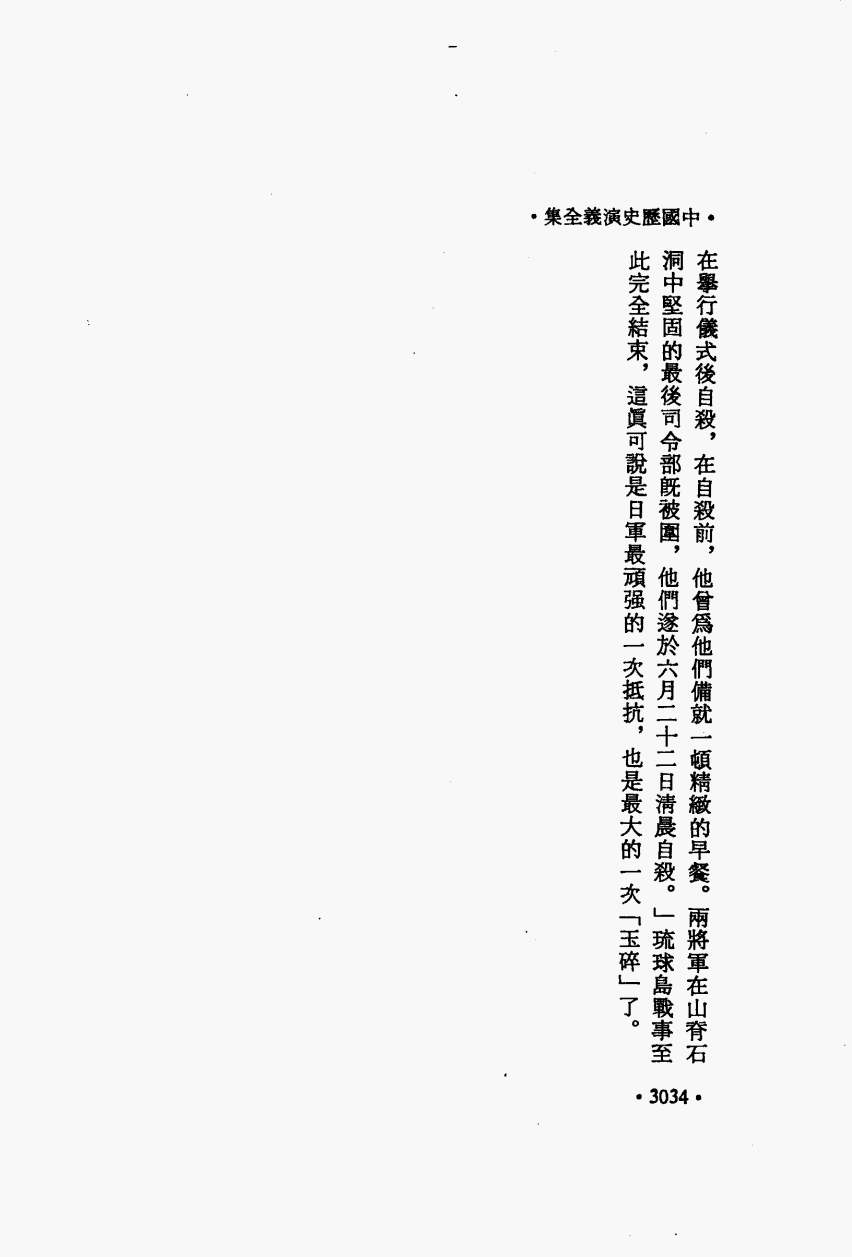 •中國歷史演義全集•
在舉行儀式後自殺，在自殺前，他曾爲他們備就一頓精緻的早餐。兩將軍在山脊石
洞中堅固的最後司令部既被圍，他們遂於六月二十二日清晨自殺。」琉球島戰事至
此完全結束，這眞可說是日軍最頑强的一次抵抗，也是最大的一次「玉碎」了。
•3034•